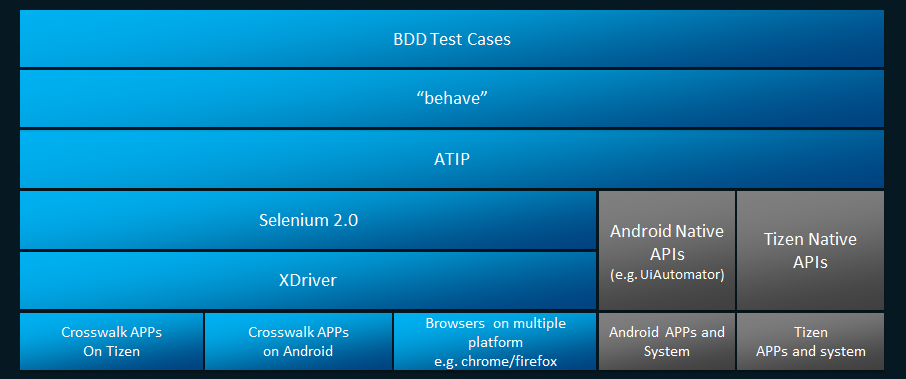 BDD Test Cases
“behave”
ATIP
Selenium 2.0
XDriver
Android Native
APIs
(e.g. UiAutomator)
Tizen Native
APIs
Crosswalk APPs
On Tizen
Crosswalk APPs
on Android
Browsers on multiple
platform
e.g. chrome/firefox
Android APPs and
System
Tizen
APPs and system